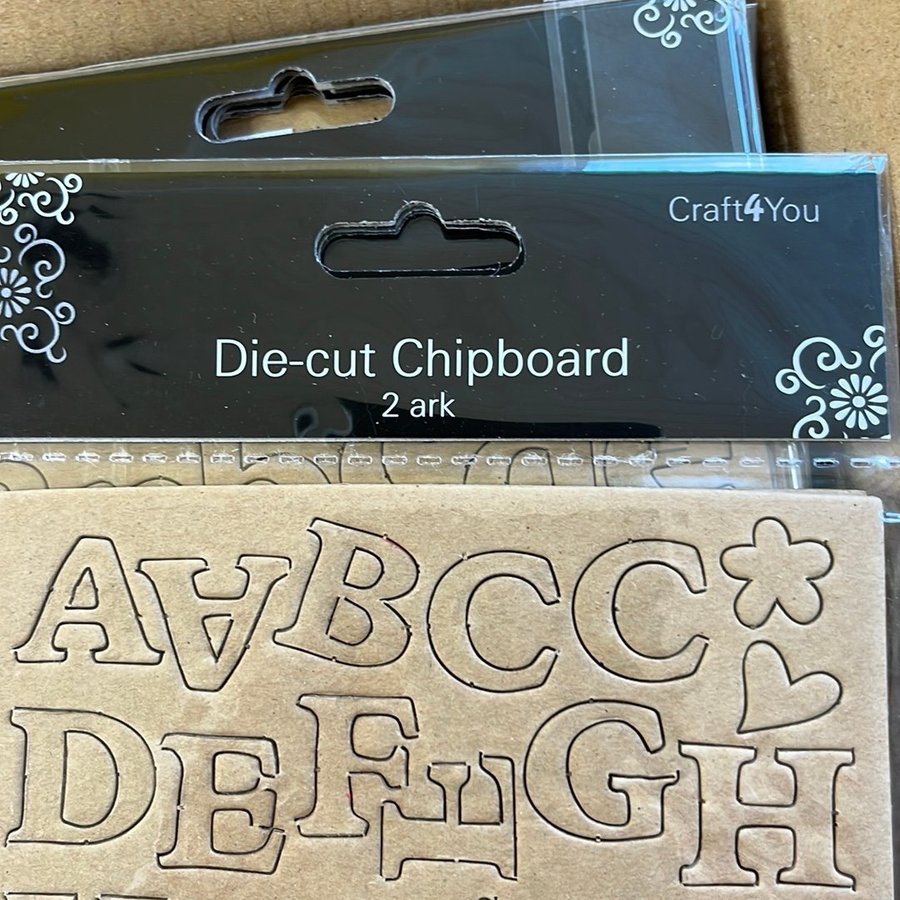 Craft4You
Die-cut Chipboard
2 ark
A A B C C
D E F E G H